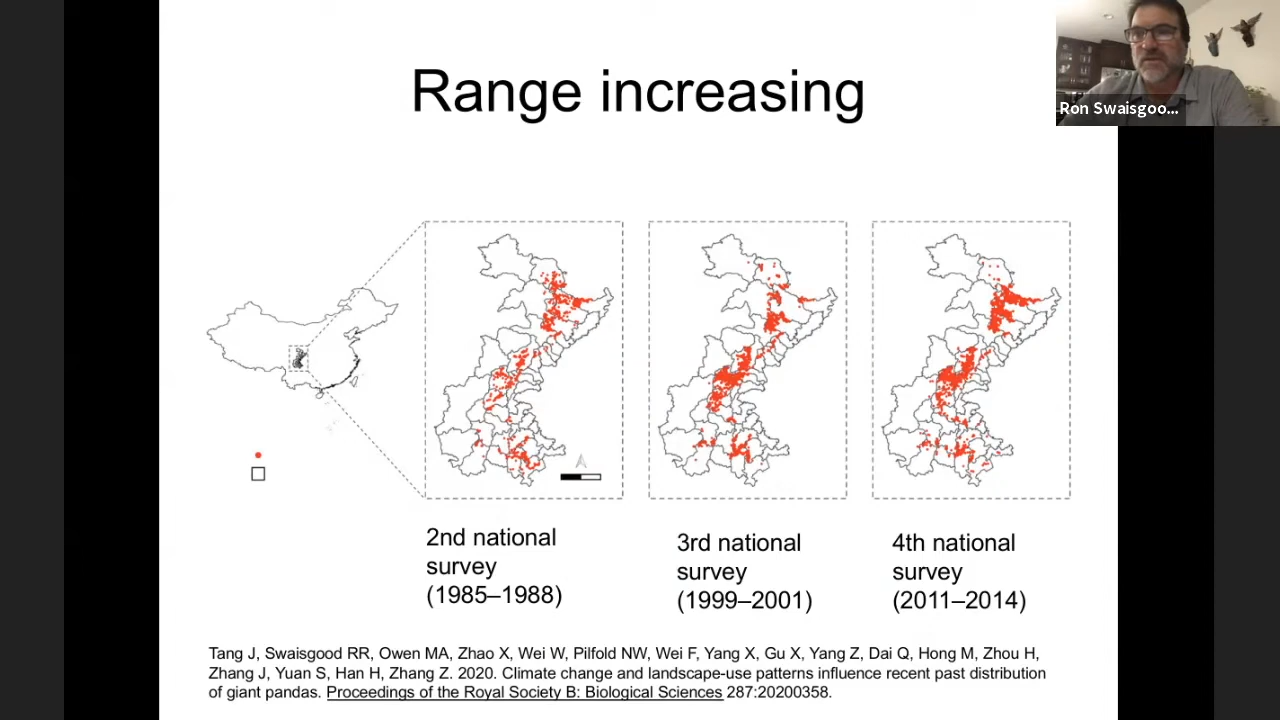 Range increasing
Ron Swaisgoo...
2nd national
survey
(1985–1988)
3rd national
survey
(1999–2001)
4th national
survey
(2011–2014)
Tang J, Swaisgood RR, Owen MA, Zhao X, Wei W, Pilfold NW, Wei F, Yang X, Gu X, Yang Z, Dai Q, Hong M, Zhou H,
Zhang J, Yuan S, Han H, Zhang Z. 2020. Climate change and landscape-use patterns influence recent past distribution
of giant pandas. Proceedings of the Royal Society B: Biological Sciences 287:20200358.